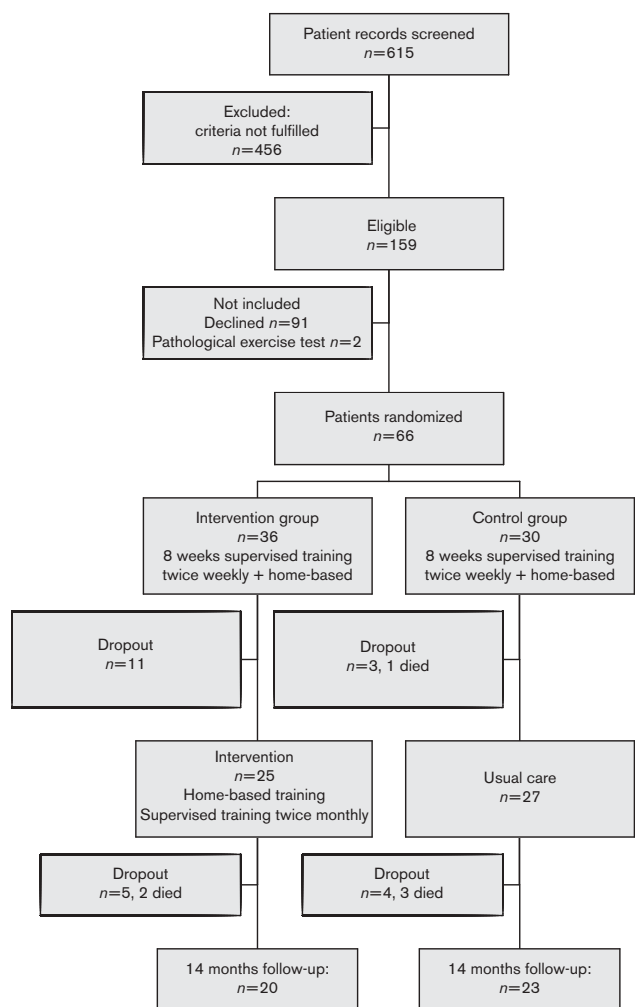 Patient records screened
n=615
Excluded:
criteria not fulfilled
n=456
Eligible
n=159
Not included
Declined n=91
Pathological exercise test n=2
Patients randomized
n=66
Intervention group
n=36
8 weeks supervised training
twice weekly + home-based
Control group
n=30
8 weeks supervised training
twice weekly + home-based
Dropout
n=11
Dropout
n=3, 1 died
Intervention
n=25
Home-based training
Supervised training twice monthly
Usual care
n=27
Dropout
n=5, 2 died
Dropout
n=4, 3 died
14 months follow-up:
n=20
14 months follow-up:
n=23